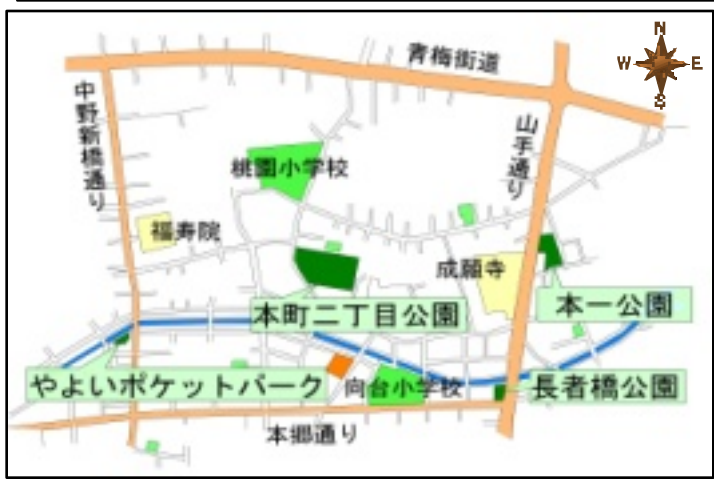 青梅街道
N
W E
S
中野新橋通り
山手通り
桃園小学校
福寿院
成願寺
本町二丁目公園
本一公園
やよいポケットパーク
向台小学校
長者橋公園
本郷通り